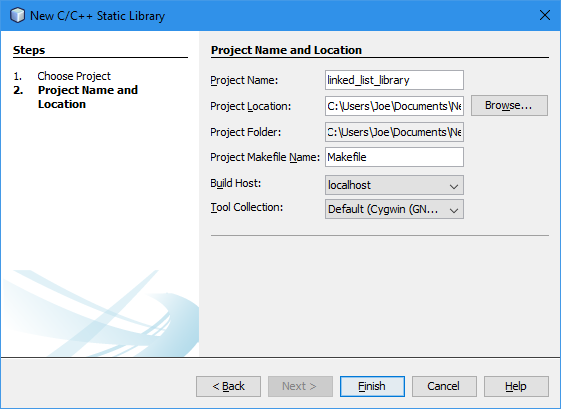 New C/C++ Static Library
Steps
1. Choose Project
2. Project Name and
Location
Project Name and Location
Project Name: linked_list_library
Project Location: C:\Users\Joe\Documents\Ne Browse...
Project Folder: C:\Users\Joe\Documents\Ne
Project Makefile Name: Makefile
Build Host: localhost
Tool Collection: Default (Cygwin (GN...
< Back Next > Finish Cancel Help